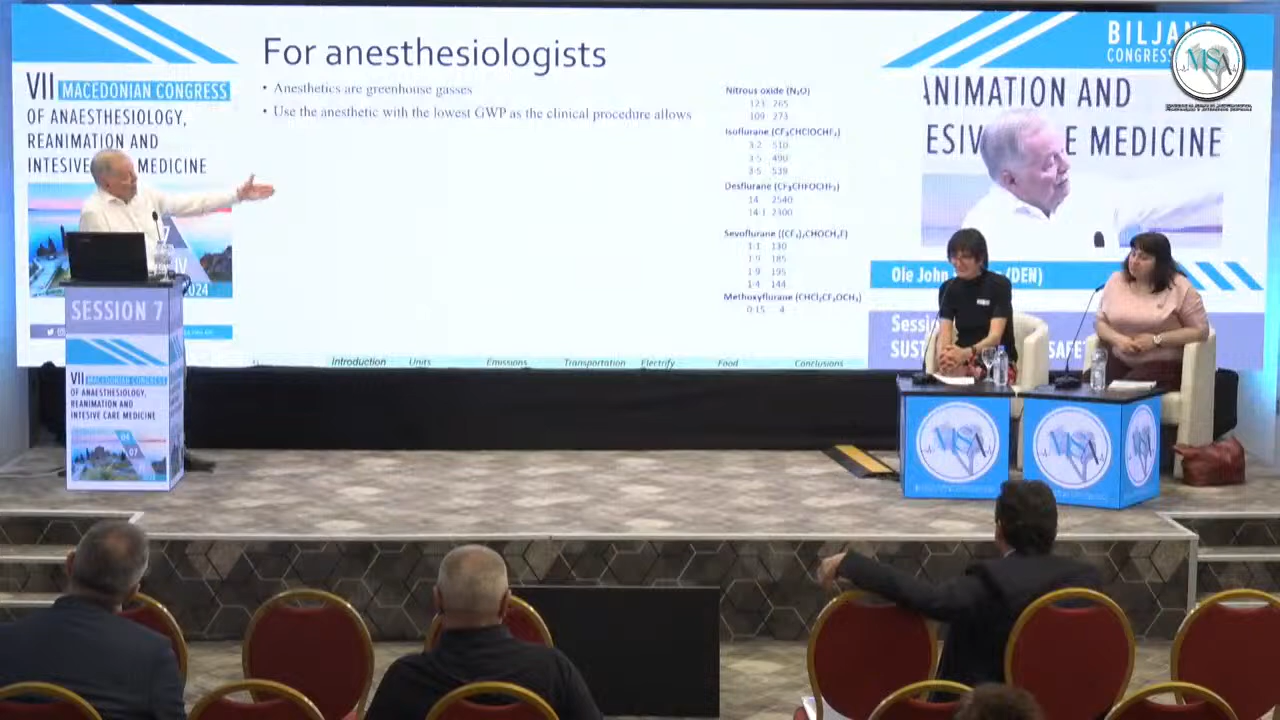 For anesthesiologists
• Anesthetics are greenhouse gasses
• Use the anesthetic with the lowest GWP as the clinical procedure allows
Nitrous oxide (N₂O)
123 265
109 273
Isoflurane (CF₃CHClOCHF₂)
3·2 510
3·5 490
3·5 539
Desflurane (CF₃CHFOCHF₂)
14 2540
14·1 2300
Sevoflurane ((CF₃)₂CHOCH₂F)
1·1 130
1·9 185
1·9 195
1·4 144
Methoxyflurane (CHCl₂CF₂OCH₃)
0·15 4
Introduction Units Emissions Transportation Electrify Food Conclusions
VII MACEDONIAN CONGRESS
OF ANAESTHESIOLOGY,
REANIMATION AND
INTESIVE MEDICINE
2024
BILJANA
CONGRESS
MSA
ANIMATION AND
ESIV E MEDICINE
Ole John (DEN)
Sessi
SUST SAFE
SESSION 7
VII MACEDONIAN CONGRESS
OF ANAESTHESIOLOGY,
REANIMATION AND
INTESIVE CARE MEDICINE
04
07
MSA
MSA
MSA